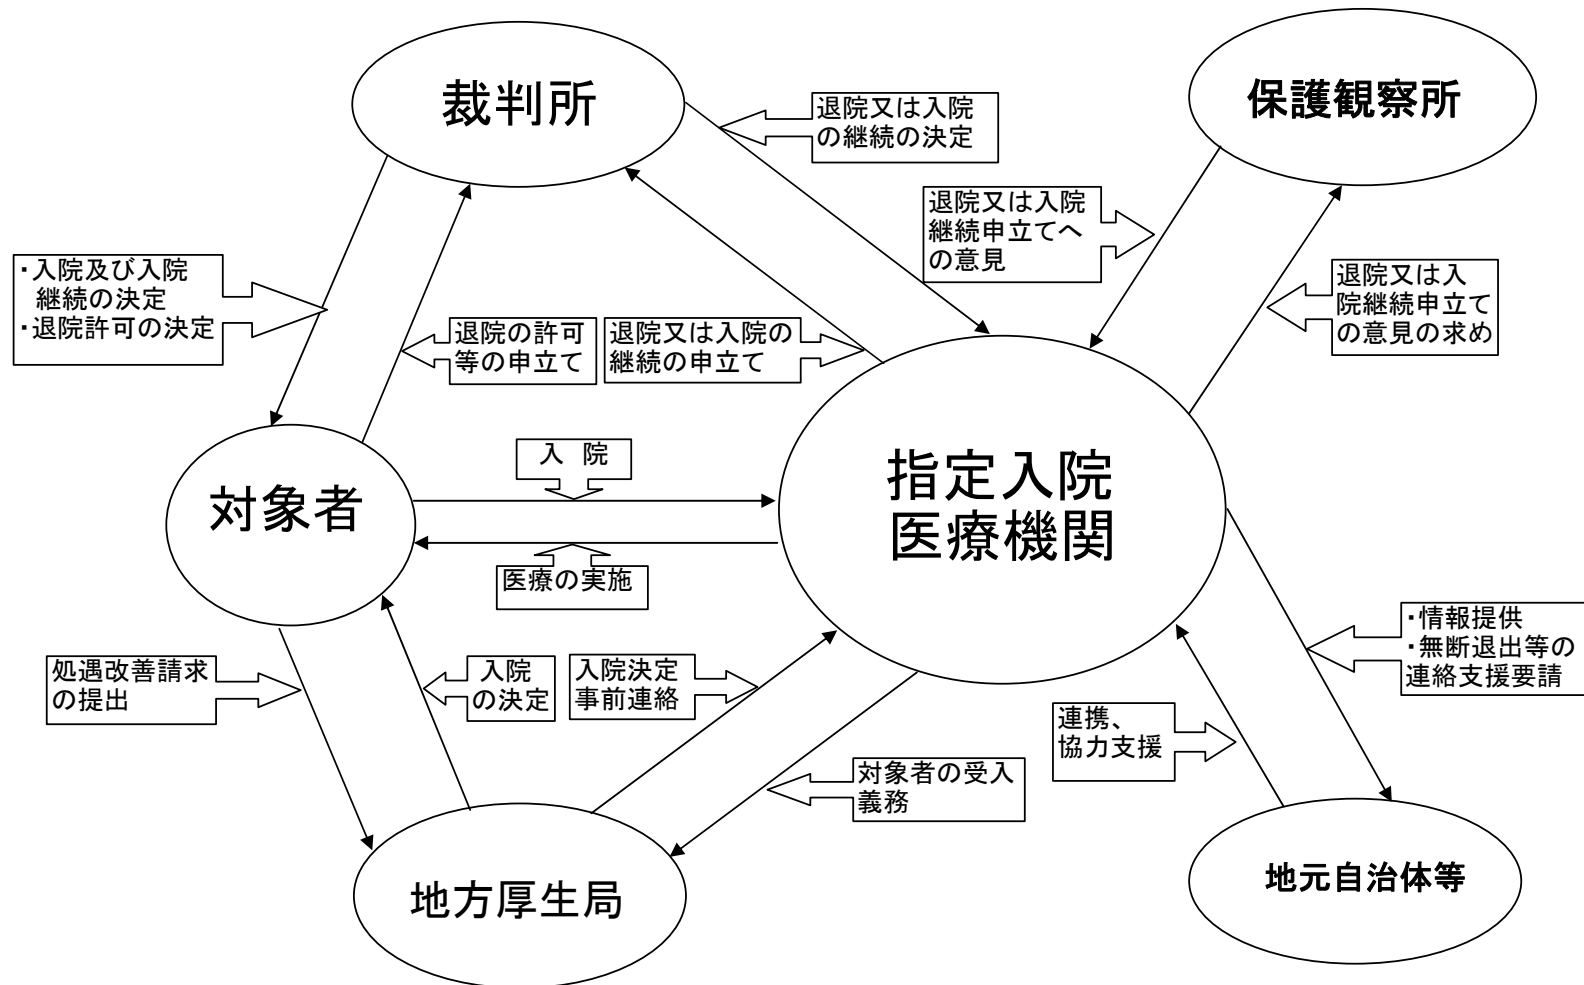 裁判所
保護観察所
退院又は入院
の継続の決定
退院又は入院
継続申立てへ
の意見
・入院及び入院
継続の決定
・退院許可の決定
退院の許可
等の申立て
退院又は入院の
継続の申立て
退院又は入
院継続申立て
の意見の求め
対象者
入 院
医療の実施
指定入院
医療機関
処遇改善請求
の提出
入院
の決定
入院決定
事前連絡
対象者の受入
義務
連携、
協力支援
・情報提供
・無断退出等の
連絡支援要請
地方厚生局
地元自治体等